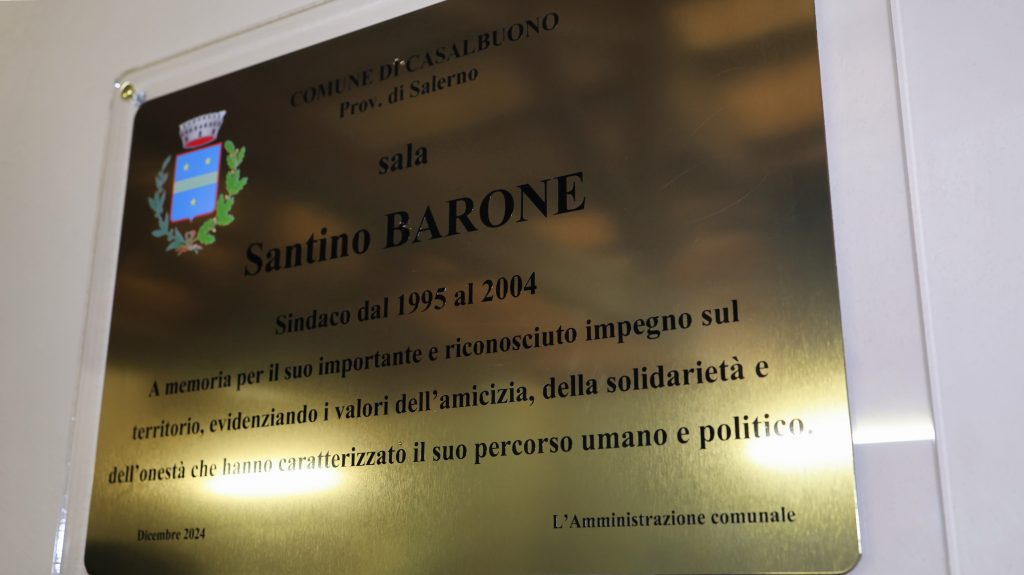 COMUNE DI CASALBUONO
Prov. di Salerno
sala
Santino BARONE
Sindaco dal 1995 al 2004
A memoria per il suo importante e riconosciuto impegno sul
territorio, evidenziando i valori dell'amicizia, della solidarietà e
dell'onestà che hanno caratterizzato il suo percorso umano e politico.
Dicembre 2024
L'Amministrazione comunale